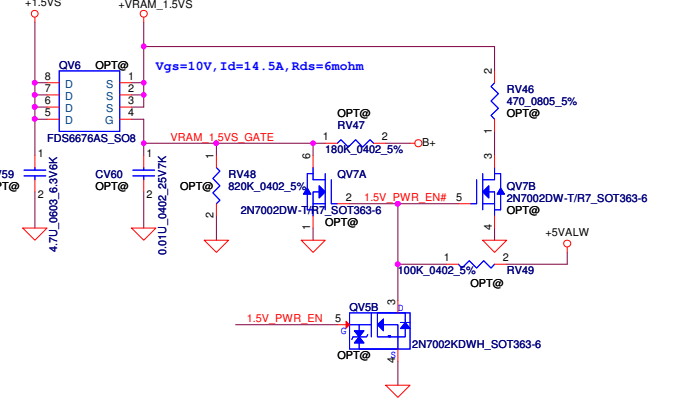 +1.5VS
+VRAM_1.5VS
QV6
OPT@
Vgs=10V,Id=14.5A,Rds=6mohm
8
D
S
1
7
D
S
2
6
D
S
3
5
D
G
4
FDS6676AS_SO8
2
RV46
470_0805_5%
OPT@
1
OPT@
RV47
VRAM_1.5VS_GATE
1
2
B+
180K_0402_5%
V59
1
2
4.7U_0603_6.3V6K
CV60
OPT@
1
2
0.01U_0402_25V7K
1
RV48
820K_0402_5%
OPT@
2
6
QV7A
2
1.5V_PWR_EN#
5
2N7002DW-T/R7_SOT363-6
OPT@
1
3
QV7B
2N7002DW-T/R7_SOT363-6
OPT@
4
+5VALW
1
2
100K_0402_5%
RV49
OPT@
3
D
QV5B
1.5V_PWR_EN
5
G
2N7002KDWH_SOT363-6
OPT@
4
S